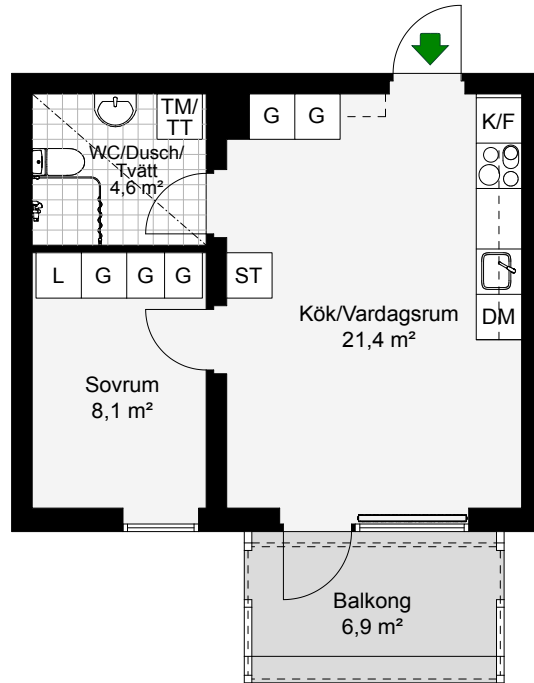 G
G
K/F
TM/
TT
WC/Dusch/
Tvätt
4,6 m²
L
G
G
G
ST
DM
Kök/Vardagsrum
21,4 m²
Sovrum
8,1 m²
Balkong
6,9 m²